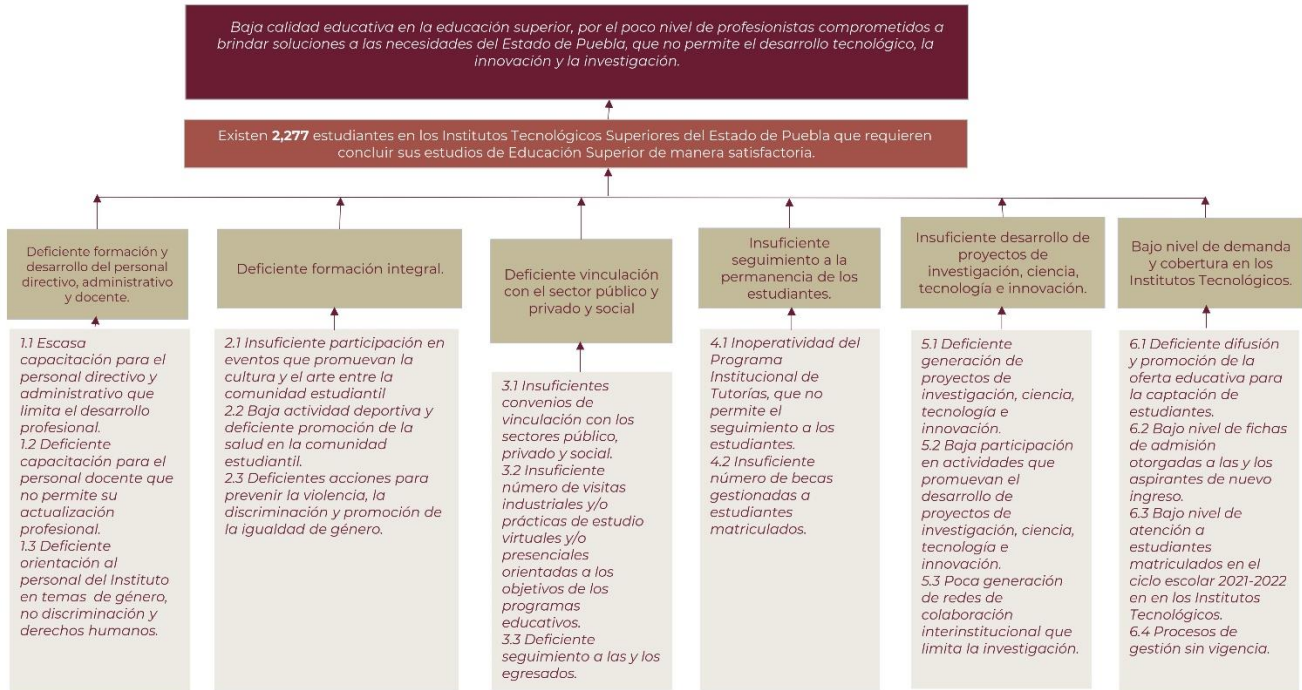 Baja calidad educativa en la educación superior, por el poco nivel de profesionistas comprometidos a
brindar soluciones a las necesidades del Estado de Puebla, que no permite el desarrollo tecnológico, la
innovación y la investigación.
Existen 2,277 estudiantes en los Institutos Tecnológicos Superiores del Estado de Puebla que requieren
concluir sus estudios de Educación Superior de manera satisfactoria.
Deficiente formación y
desarrollo del personal
directivo, administrativo
y docente.
1.1 Escasa
capacitación para el
personal directivo y
administrativo que
limita el desarrollo
profesional.
1.2 Deficiente
capacitación para el
personal docente que
no permite su
actualización
profesional.
1.3 Deficiente
orientación al
personal del Instituto
en temas de género,
no discriminación y
derechos humanos.
Deficiente formación integral.
2.1 Insuficiente participación en
eventos que promuevan la
cultura y el arte entre la
comunidad estudiantil
2.2 Baja actividad deportiva y
deficiente promoción de la
salud en la comunidad
estudiantil.
2.3 Deficientes acciones para
prevenir la violencia, la
discriminación y promoción de
la igualdad de género.
Deficiente vinculación
con el sector público y
privado y social
3.1 Insuficientes
convenios de
vinculación con los
sectores público,
privado y social.
3.2 Insuficiente
número de visitas
industriales y/o
prácticas de estudio
virtuales y/o
presenciales
orientadas a los
objetivos de los
programas
educativos.
3.3 Deficiente
seguimiento a las y los
egresados.
Insuficiente
seguimiento a la
permanencia de los
estudiantes.
4.1 Inoperatividad del
Programa
Institucional de
Tutorías, que no
permite el
seguimiento a los
estudiantes.
4.2 Insuficiente
número de becas
gestionadas a
estudiantes
matriculados.
Insuficiente desarrollo de
proyectos de
investigación, ciencia,
tecnología e innovación.
5.1 Deficiente
generación de
proyectos de
investigación, ciencia,
tecnología e
innovación.
5.2 Baja participación
en actividades que
promuevan el
desarrollo de
proyectos de
investigación, ciencia,
tecnología e
innovación.
5.3 Poca generación
de redes de
colaboración
interinstitucional que
limita la investigación.
Bajo nivel de demanda
y cobertura en los
Institutos Tecnológicos.
6.1 Deficiente difusión
y promoción de la
oferta educativa para
la captación de
estudiantes.
6.2 Bajo nivel de fichas
de admisión
otorgadas a las y los
aspirantes de nuevo
ingreso.
6.3 Bajo nivel de
atención a
estudiantes
matriculados en el
ciclo escolar 2021-2022
en en los Institutos
Tecnológicos.
6.4 Procesos de
gestión sin vigencia.